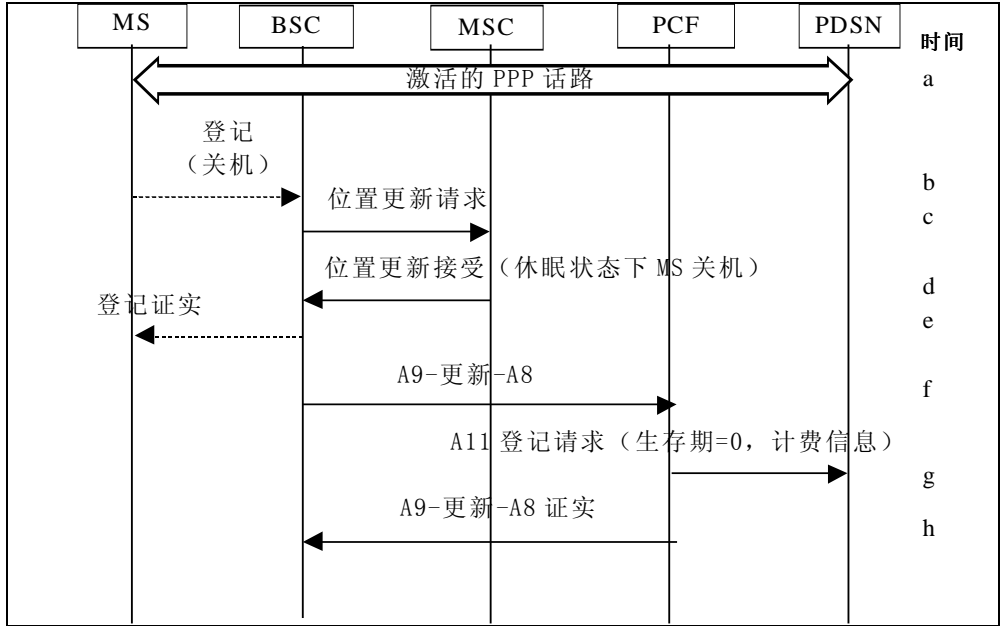 MS BSC MSC PCF PDSN
时间
激活的 PPP 话路 a
登记
（关机） b
位置更新请求 c
位置更新接受（休眠状态下 MS 关机） d
登记证实 e
A9-更新-A8 f
A11 登记请求（生存期=0，计费信息） g
A9-更新-A8 证实 h